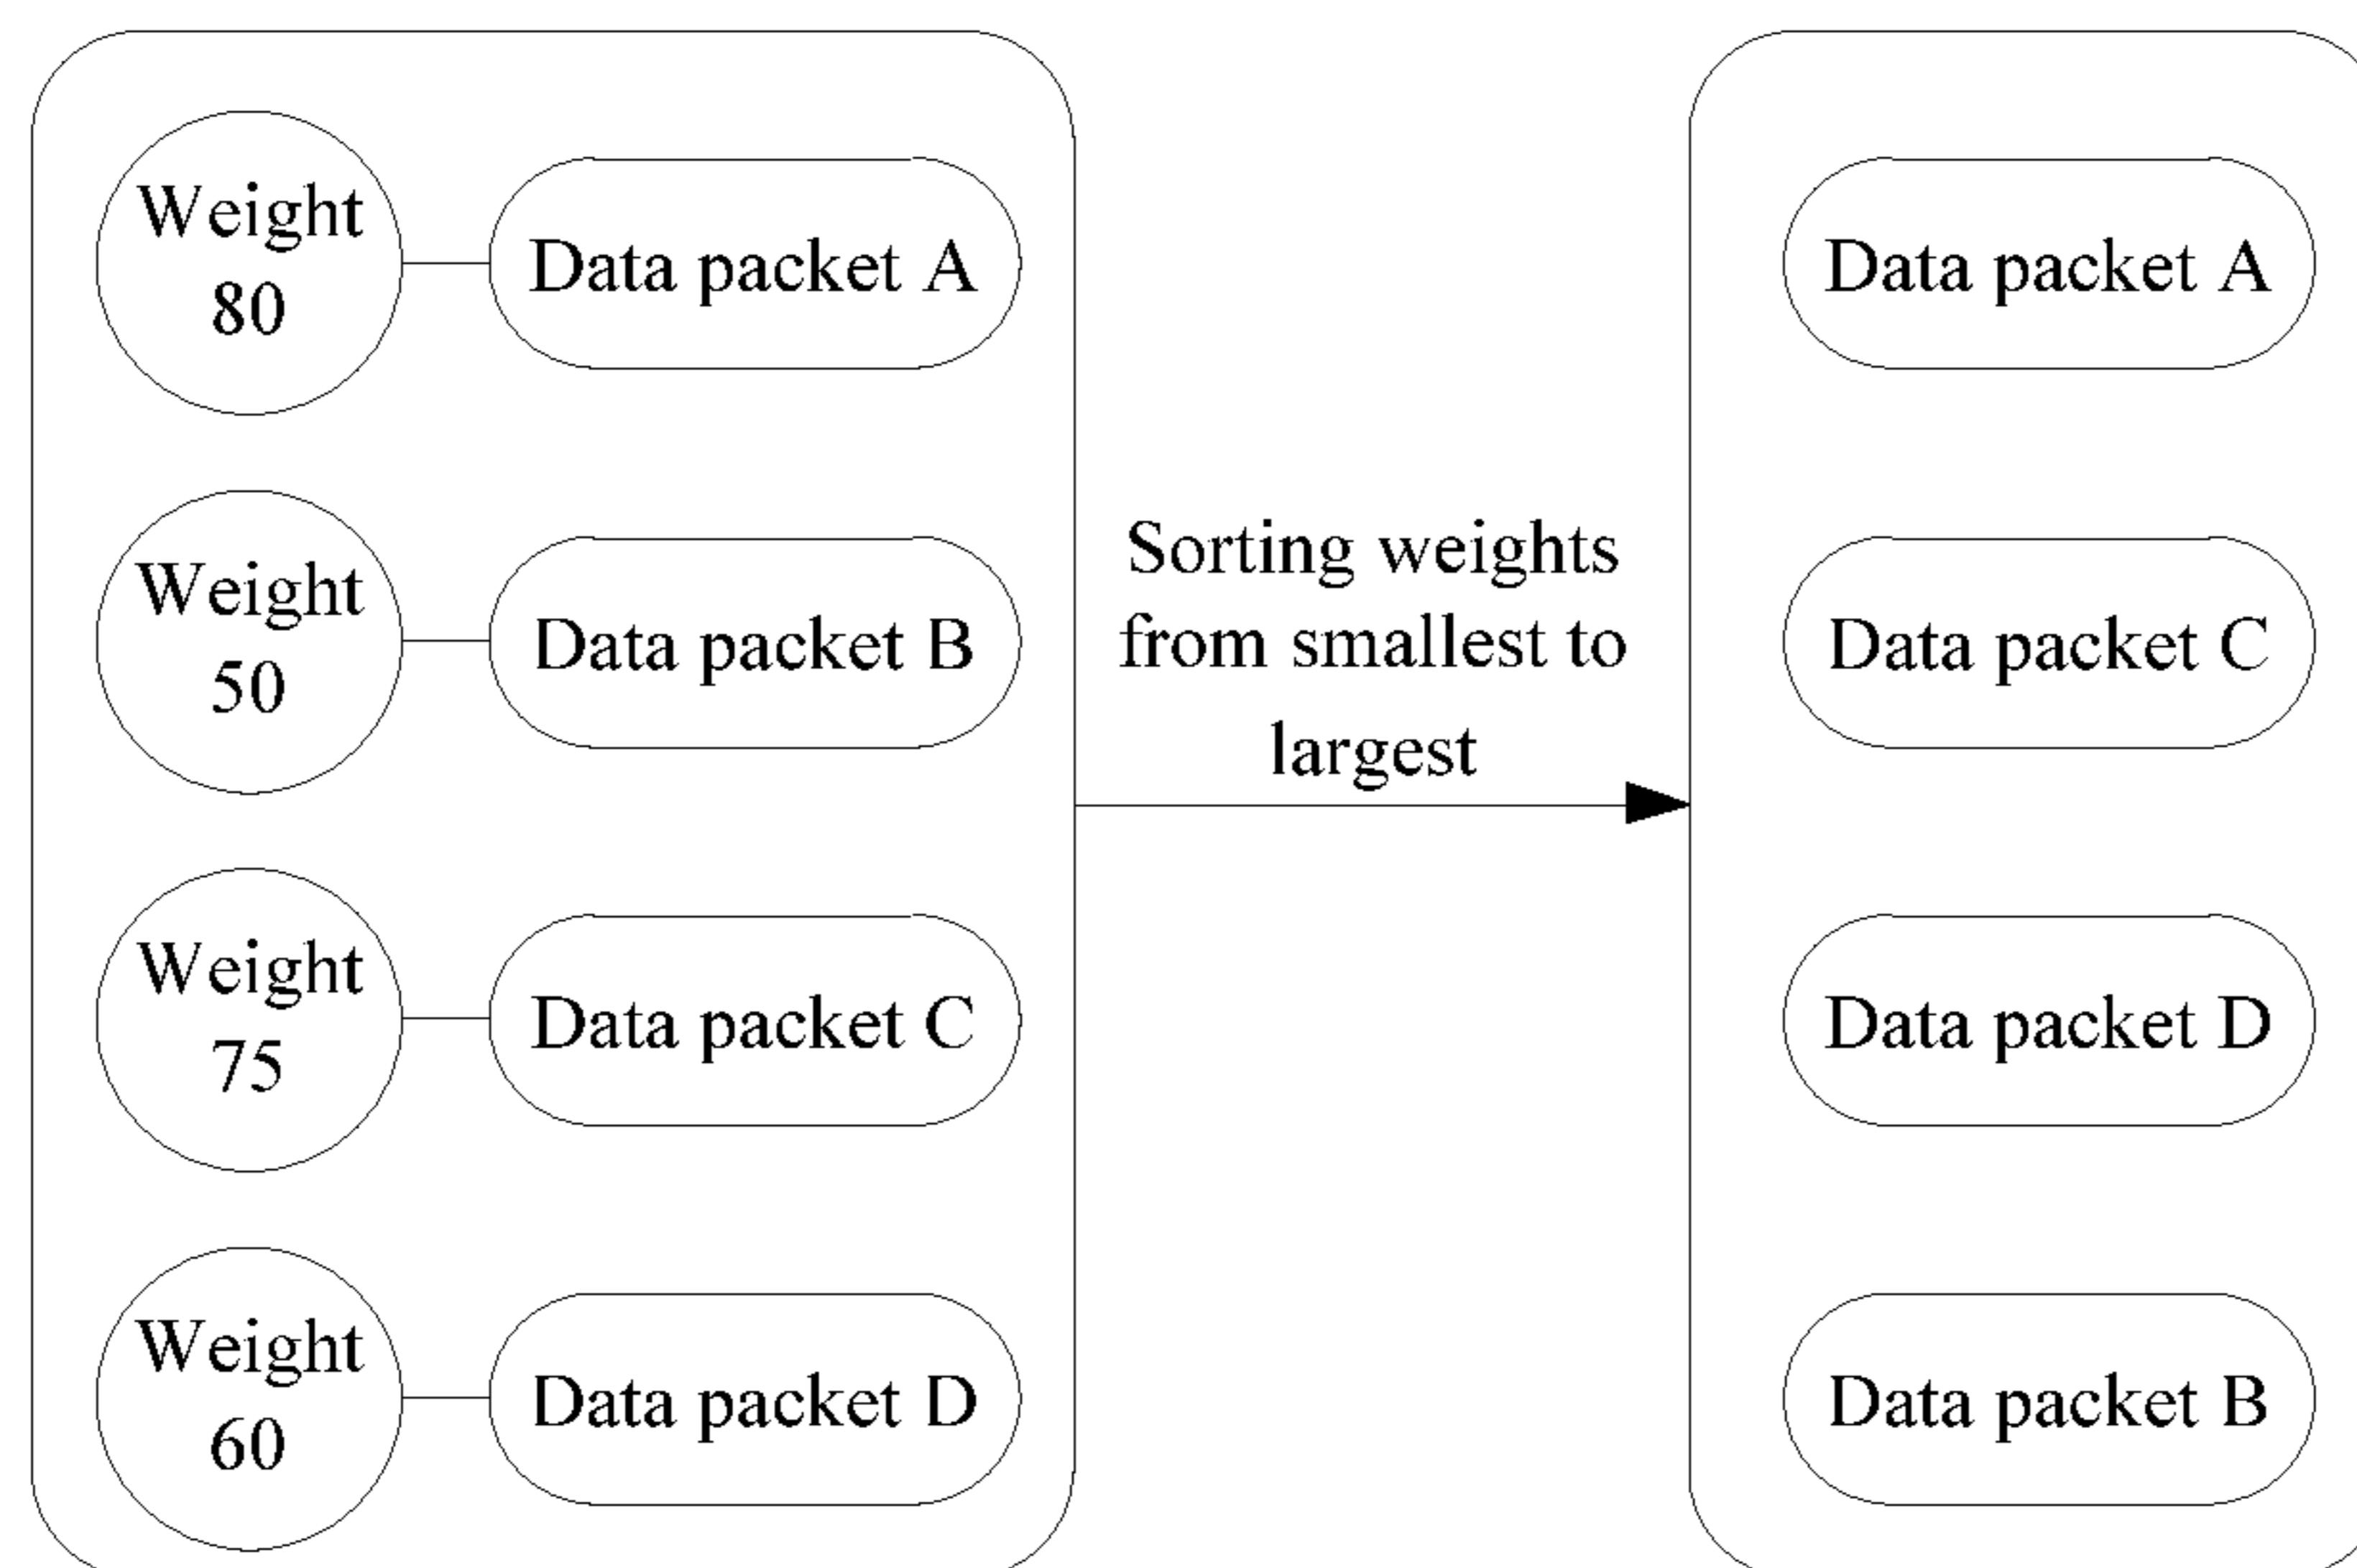 Weight
80
Data packet A
Weight
50
Data packet B
Weight
75
Data packet C
Weight
60
Data packet D
Sorting weights
from smallest to
largest
Data packet A
Data packet C
Data packet D
Data packet B